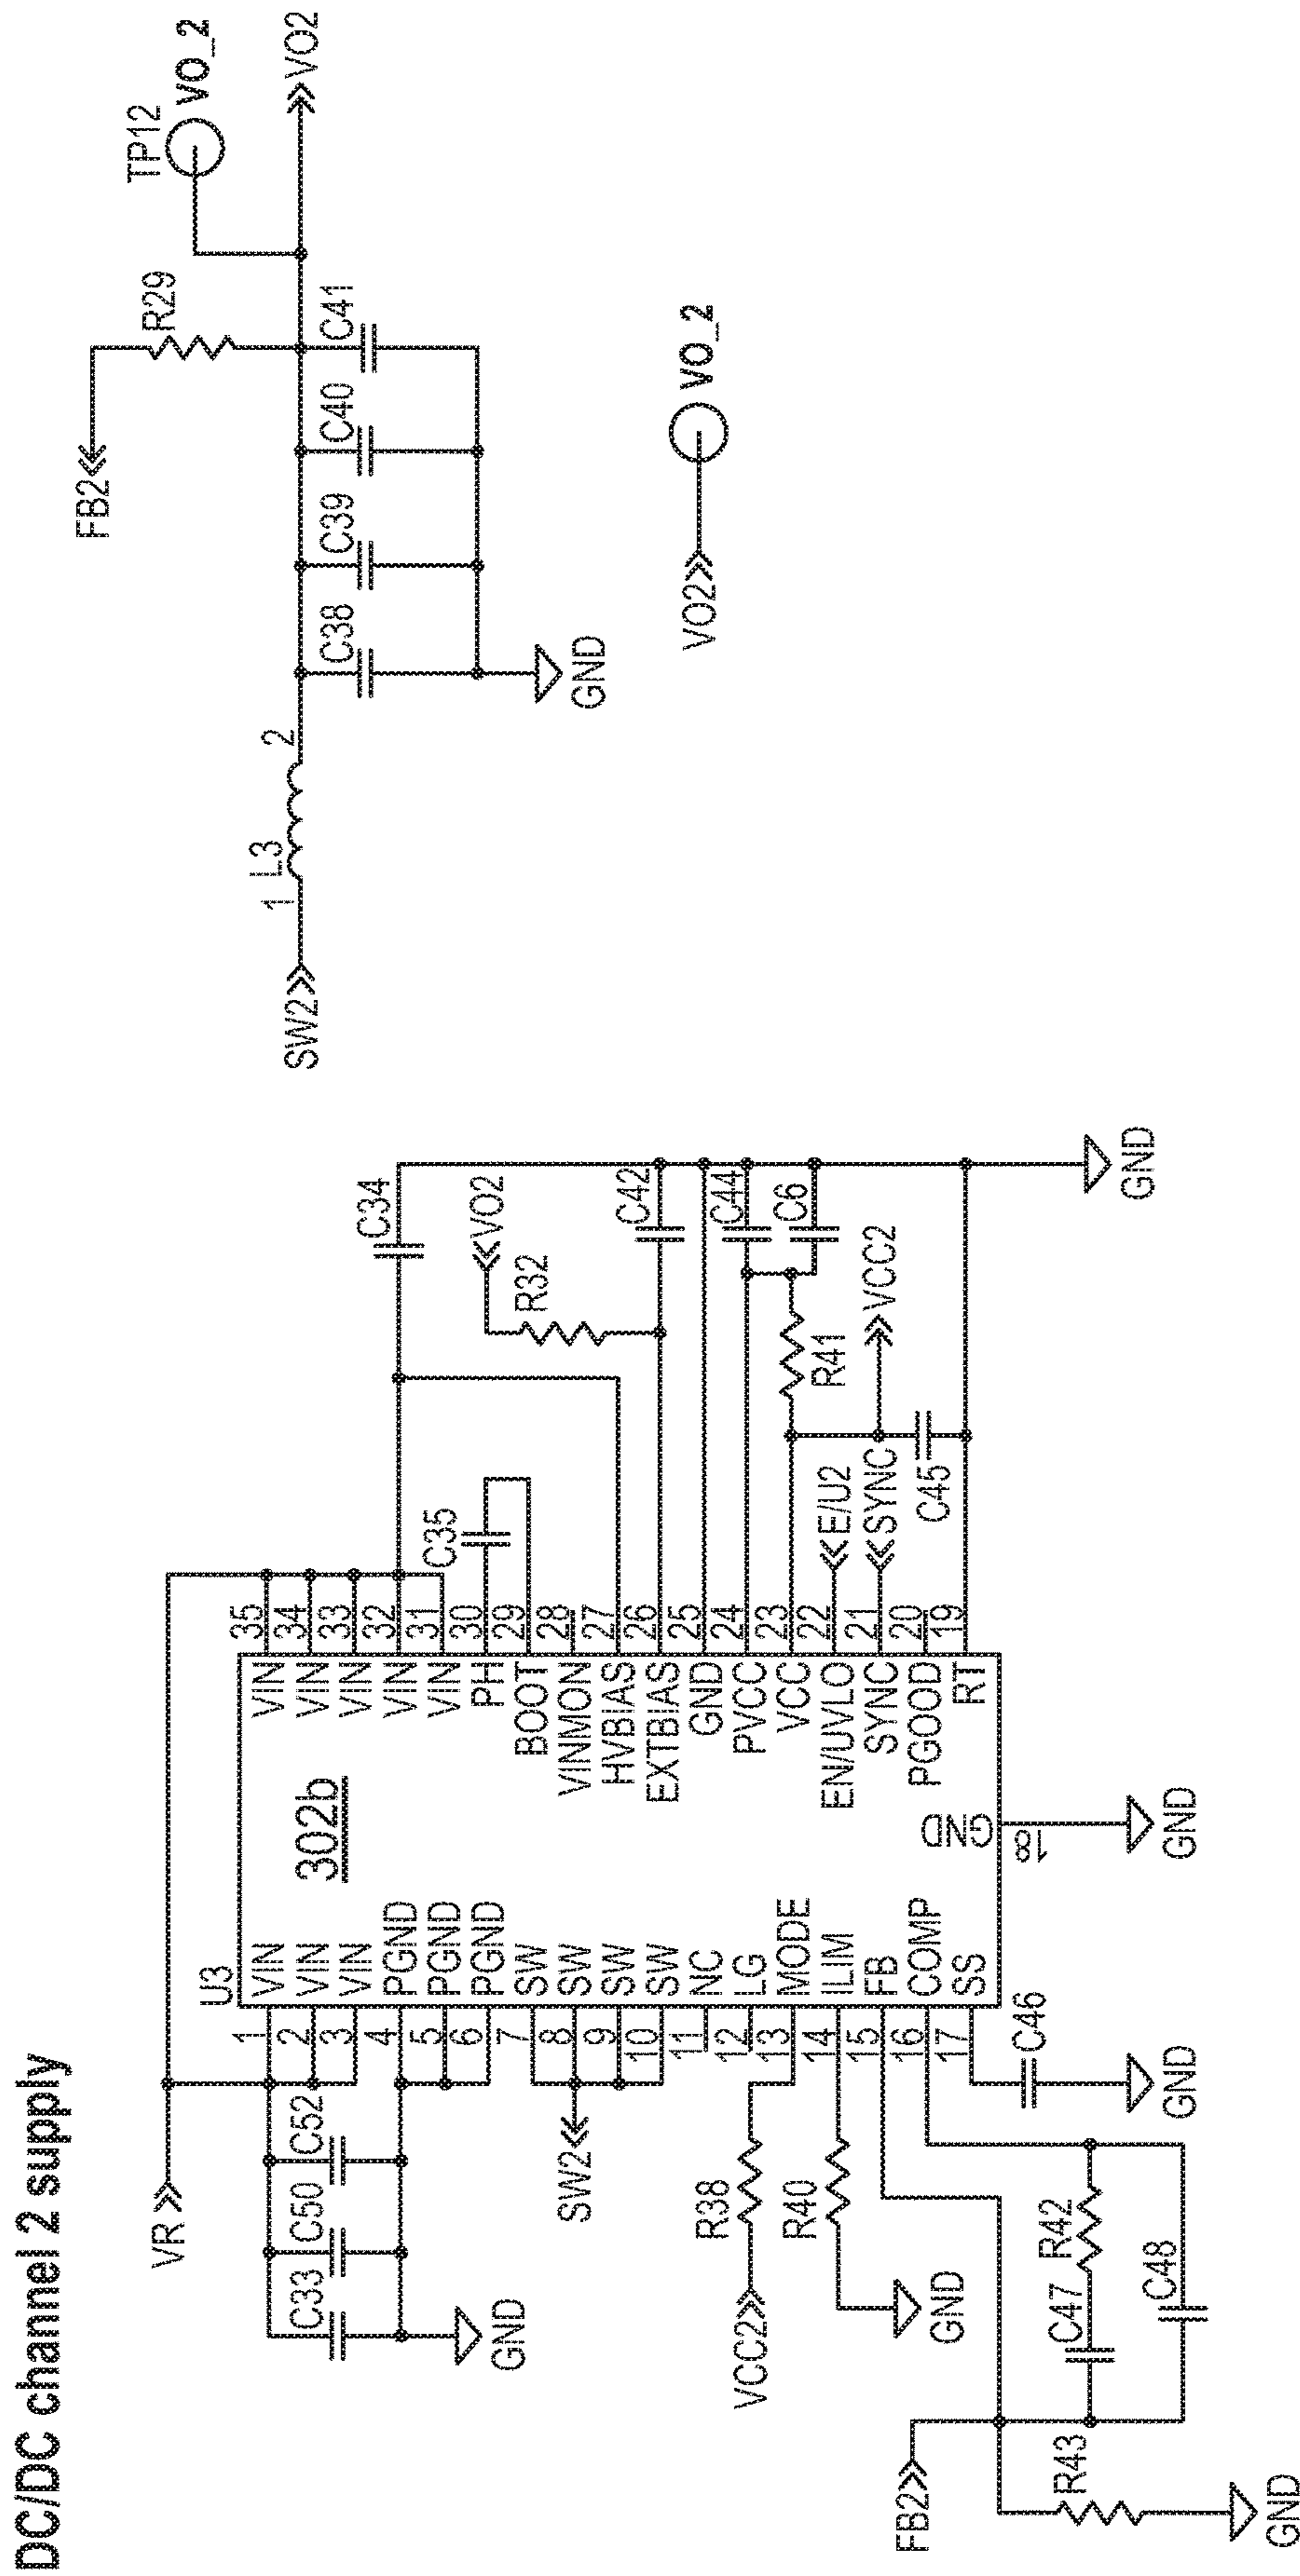 DC/DC channel 2 supply
VR
C33
C50
C52
GND
U3
302b
1 VIN
2 VIN
3 VIN
4 PGND
5 PGND
6 PGND
7 SW
8 SW
9 SW
10 SW
11 NC
12 LG
13 MODE
14 ILIM
15 FB
16 COMP
17 SS
VIN 35
VIN 34
VIN 33
VIN 32
VIN 31
PH 30
BOOT 29
VINMON 28
HVBIAS 27
EXTBIAS 26
GND 25
PVCC 24
VCC 23
EN/UVLO 22
SYNC 21
PGOOD 20
RT 19
GND
18
GND
SW2
VCC2
R38
R40
GND
FB2
R43
GND
C47
R42
C48
C46
GND
C34
C35
VO2
R32
C42
C44
C6
R41
VCC2
E/U2
SYNC
C45
GND
SW2
1
L3
2
C38
C39
C40
C41
GND
FB2
R29
TP12
VO_2
VO2
VO2
VO_2